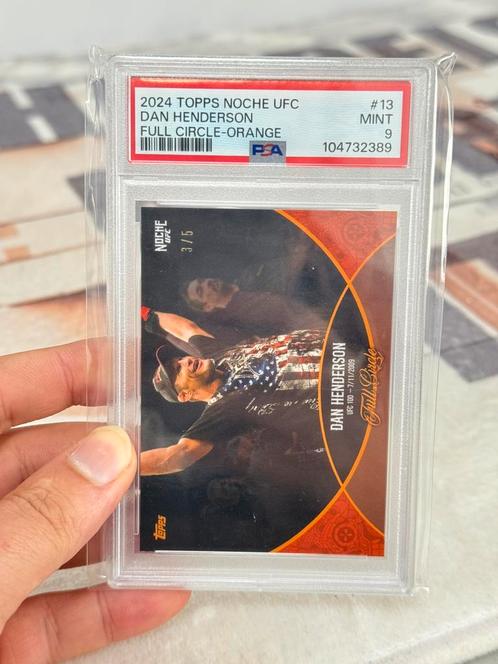 2024 TOPPS NOCHE UFC #13
DAN HENDERSON MINT
FULL CIRCLE-ORANGE 9
PSA 104732389
NOCHE
UFC
3/5
DAN HENDERSON
UFC 100 - 7/11/2009
Full Circle
TOPPS